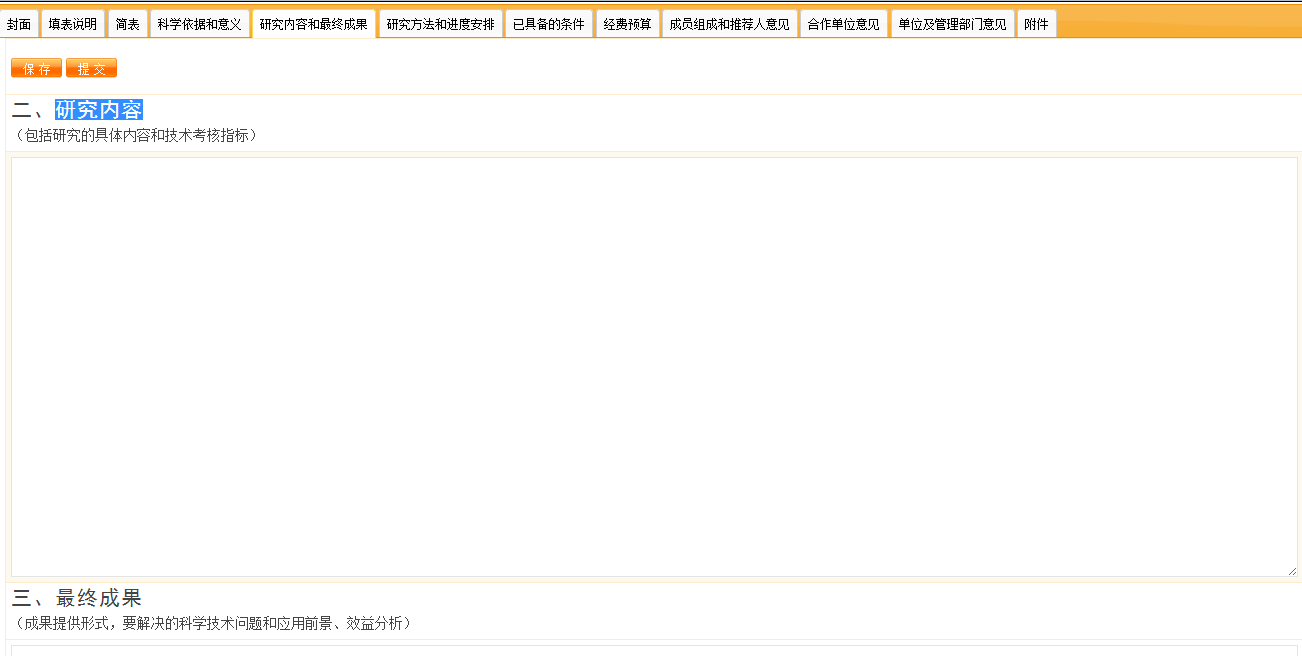 封面 填表说明 简表 科学依据和意义 研究内容和最终成果 研究方法和进度安排 已具备的条件 经费预算 成员组成和推荐人意见 合作单位意见 单位及管理部门意见 附件
保 存 提 交
二、研究内容
（包括研究的具体内容和技术考核指标）
三、最终成果
（成果提供形式，要解决的科学技术问题和应用前景、效益分析）